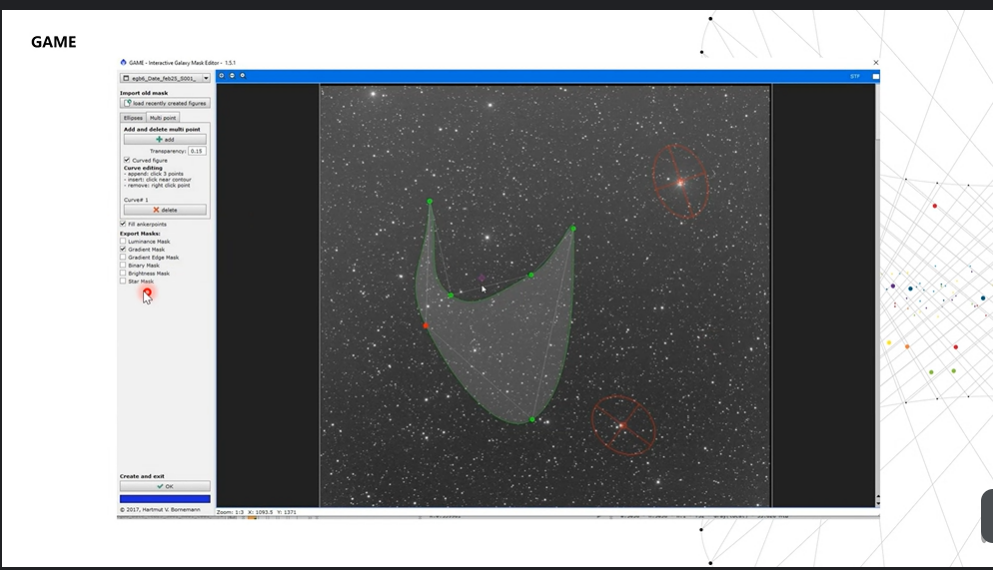 GAME
GAME - Interactive Galaxy Mask Editor - 1.5.1
egb6_Date_feb25_S001_
STF
Import old mask
load recently created figures
Ellipses Multi point
Add and delete multi point
add
Transparency: 0.15
Curved figure
Curve editing
- append: click 3 points
- insert: click near contour
- remove: right click point
Curve# 1
delete
Fill ankerpoints
Export Masks:
Luminance Mask
Gradient Mask
Gradient Edge Mask
Binary Mask
Brightness Mask
Star Mask
Create and exit
OK
© 2017, Hartmut V. Bornemann
Zoom: 1:3 X: 1093.5 Y: 1371